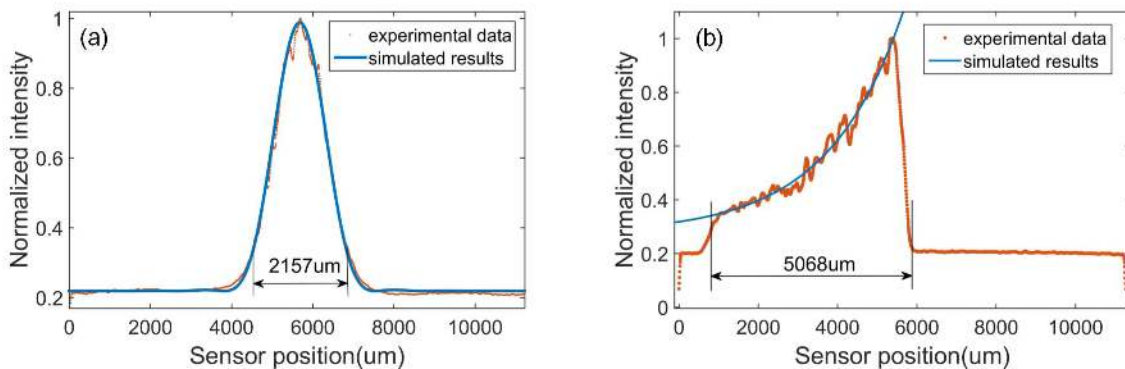 (a)
experimental data
simulated results
Normalized intensity
1
0.8
0.6
0.4
0.2
2157um
0 2000 4000 6000 8000 10000
Sensor position(um)
(b)
experimental data
simulated results
Normalized intensity
1
0.8
0.6
0.4
0.2
0
5068um
0 2000 4000 6000 8000 10000
Sensor position(um)